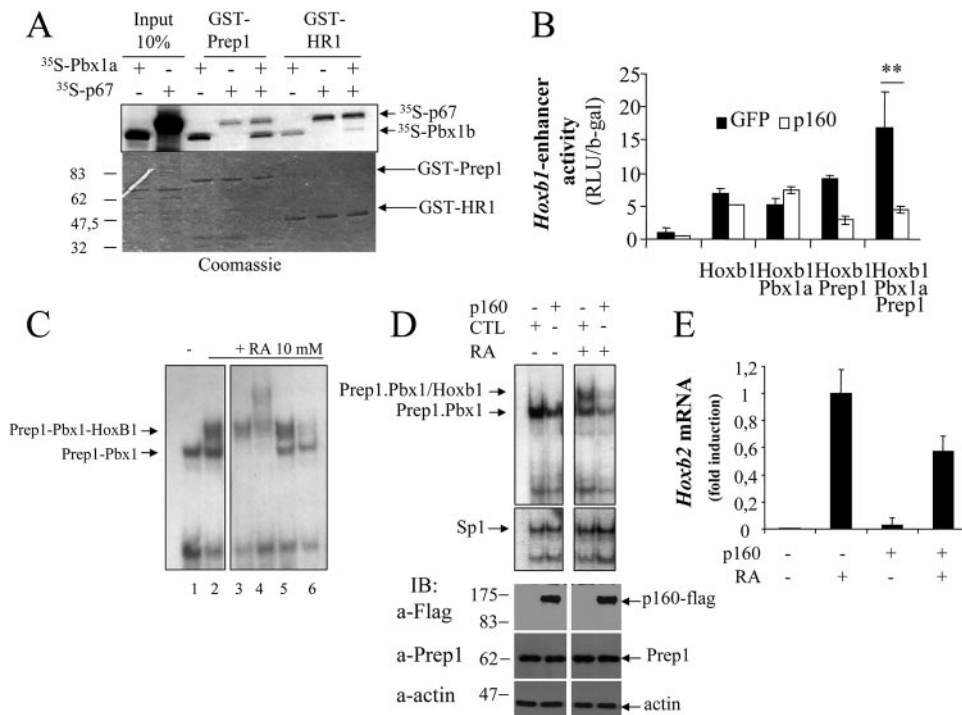 A
Input
10%
GST-
Prep1
GST-
HR1
35S-Pbx1a + - + - + + - +
35S-p67 - + - + + - + +
35S-p67
35S-Pbx1b
83
62
47,5
32
GST-Prep1
GST-HR1
Coomassie
B
Hoxb1-enhancer
activity
(RLU/b-gal)
25
20
15
10
5
0
GFP p160
**
Hoxb1
Hoxb1
Pbx1a
Hoxb1
Prep1
Hoxb1
Pbx1a
Prep1
C
- + RA 10 mM
Prep1-Pbx1-HoxB1
Prep1-Pbx1
1 2 3 4 5 6
D
p160 - + - +
CTL + - + -
RA - - + +
Prep1.Pbx1/Hoxb1
Prep1.Pbx1
Sp1
IB:
a-Flag
175
83
p160-flag
a-Prep1
62
Prep1
a-actin
47
actin
E
Hoxb2 mRNA
(fold induction)
1,2
1
0,8
0,6
0,4
0,2
0
p160 - - + +
RA - + - +